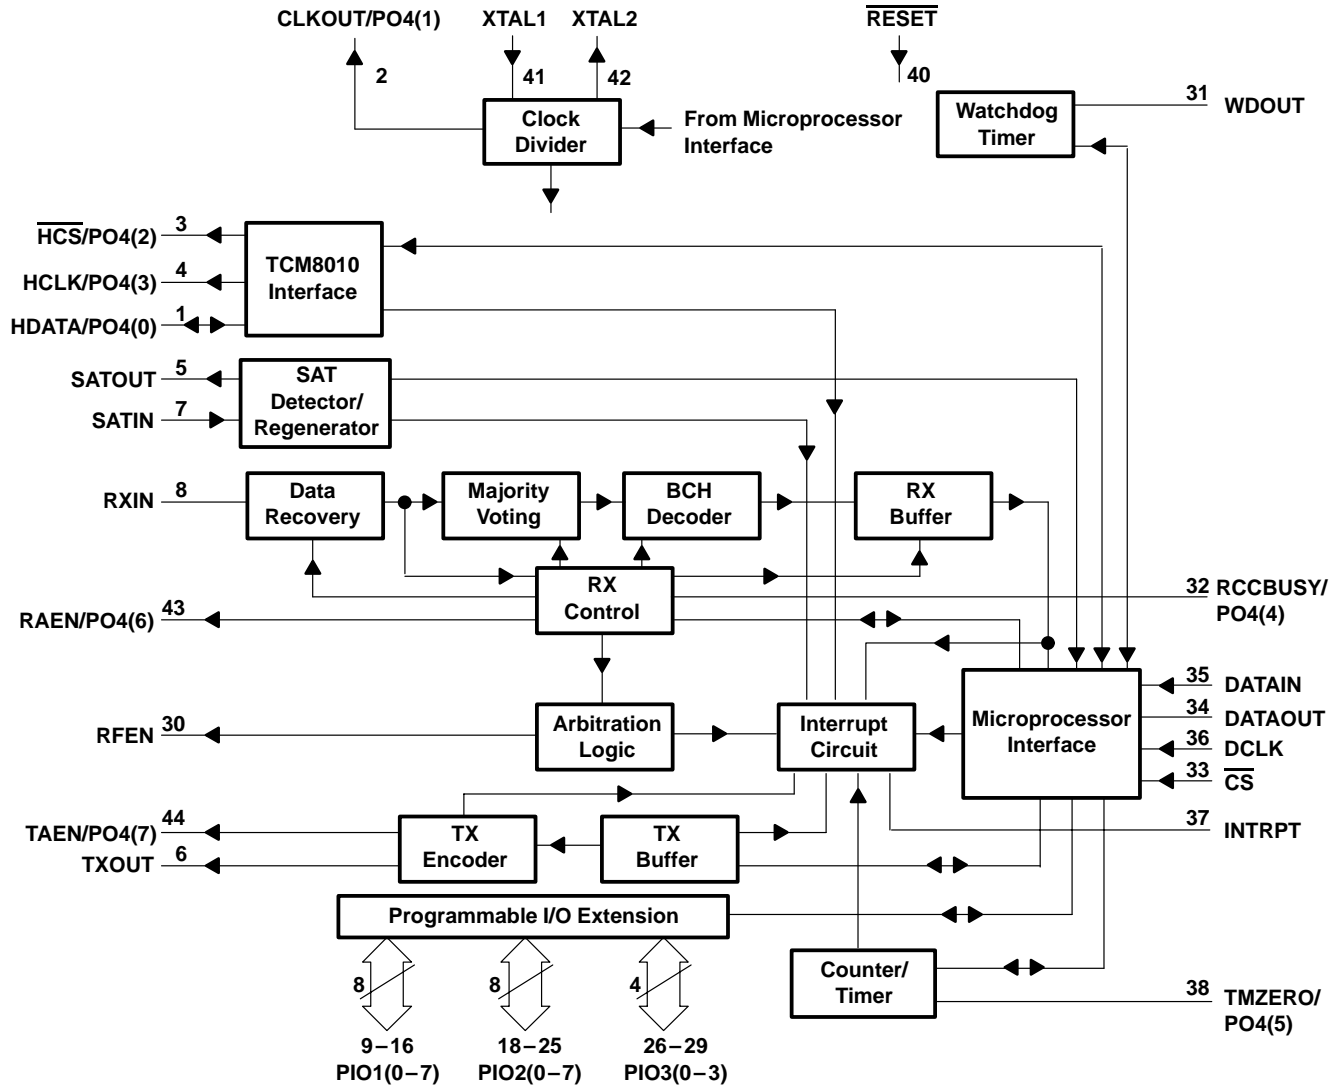 CLKOUT/PO4(1)
XTAL1
XTAL2
RESET
2
41
42
40
Clock
Divider
From Microprocessor
Interface
Watchdog
Timer
31
WDOUT
HCS/PO4(2)
3
HCLK/PO4(3)
4
HDATA/PO4(0)
1
TCM8010
Interface
SATOUT
5
SATIN
7
SAT
Detector/
Regenerator
RXIN
8
Data
Recovery
Majority
Voting
BCH
Decoder
RX
Buffer
RX
Control
32
RCCBUSY/
PO4(4)
RAEN/PO4(6)
43
RFEN
30
Arbitration
Logic
Interrupt
Circuit
Microprocessor
Interface
35
DATAIN
34
DATAOUT
36
DCLK
33
CS
37
INTRPT
TAEN/PO4(7)
44
TXOUT
6
TX
Encoder
TX
Buffer
Programmable I/O Extension
8
8
4
Counter/
Timer
38
TMZERO/
PO4(5)
9–16
PIO1(0–7)
18–25
PIO2(0–7)
26–29
PIO3(0–3)